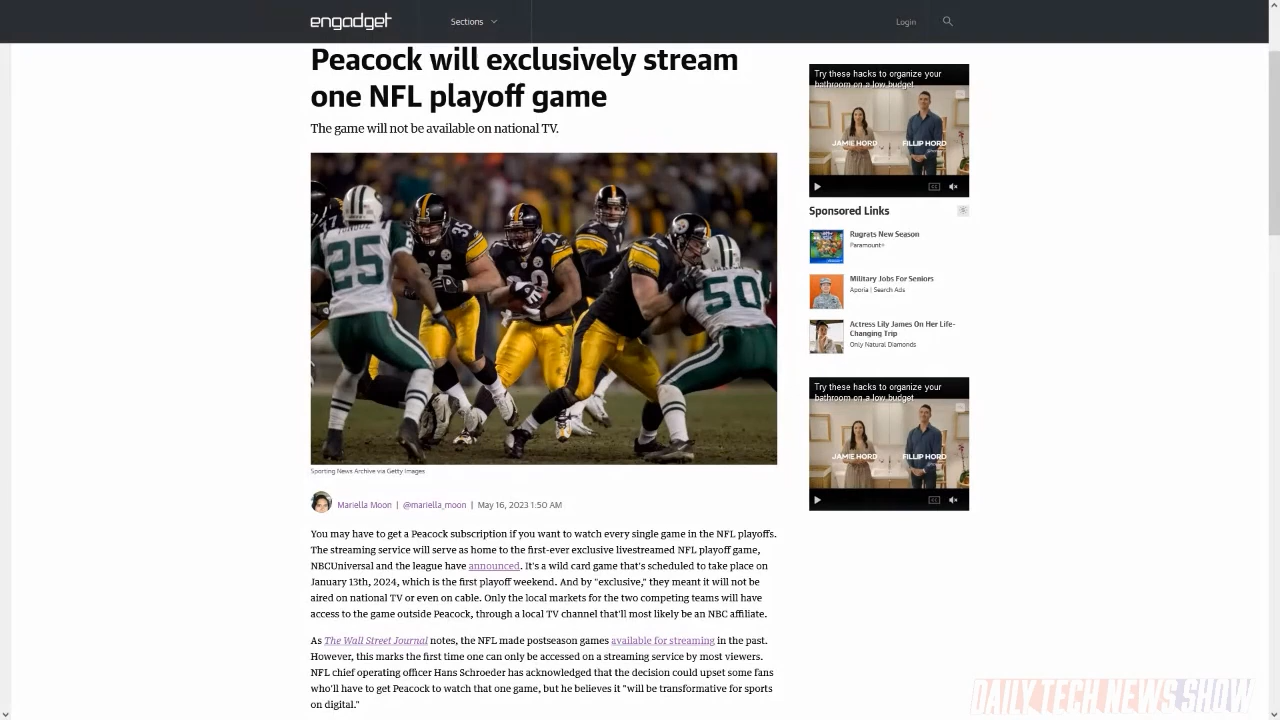 engadget
Sections
Login
Peacock will exclusively stream
one NFL playoff game
The game will not be available on national TV.
25
35
29
50
Sporting News Archive via Getty Images
Mariella Moon | @mariella_moon | May 16, 2023 1:50 AM
You may have to get a Peacock subscription if you want to watch every single game in the NFL playoffs.
The streaming service will serve as home to the first-ever exclusive livestreamed NFL playoff game,
NBCUniversal and the league have announced. It's a wild card game that's scheduled to take place on
January 13th, 2024, which is the first playoff weekend. And by "exclusive," they meant it will not be
aired on national TV or even on cable. Only the local markets for the two competing teams will have
access to the game outside Peacock, through a local TV channel that'll most likely be an NBC affiliate.
As The Wall Street Journal notes, the NFL made postseason games available for streaming in the past.
However, this marks the first time one can only be accessed on a streaming service by most viewers.
NFL chief operating officer Hans Schroeder has acknowledged that the decision could upset some fans
who'll have to get Peacock to watch that one game, but he believes it "will be transformative for sports
on digital."
Try these hacks to organize your
bathroom on a low budget
JAMIE HORD
FILLIP HORD
CC
Sponsored Links
Rugrats New Season
Paramount+
Military Jobs For Seniors
Aporia | Search Ads
Actress Lily James On Her Life-
Changing Trip
Only Natural Diamonds
Try these hacks to organize your
bathroom on a low budget
JAMIE HORD
FILLIP HORD
CC
DAILY TECH NEWS SHOW